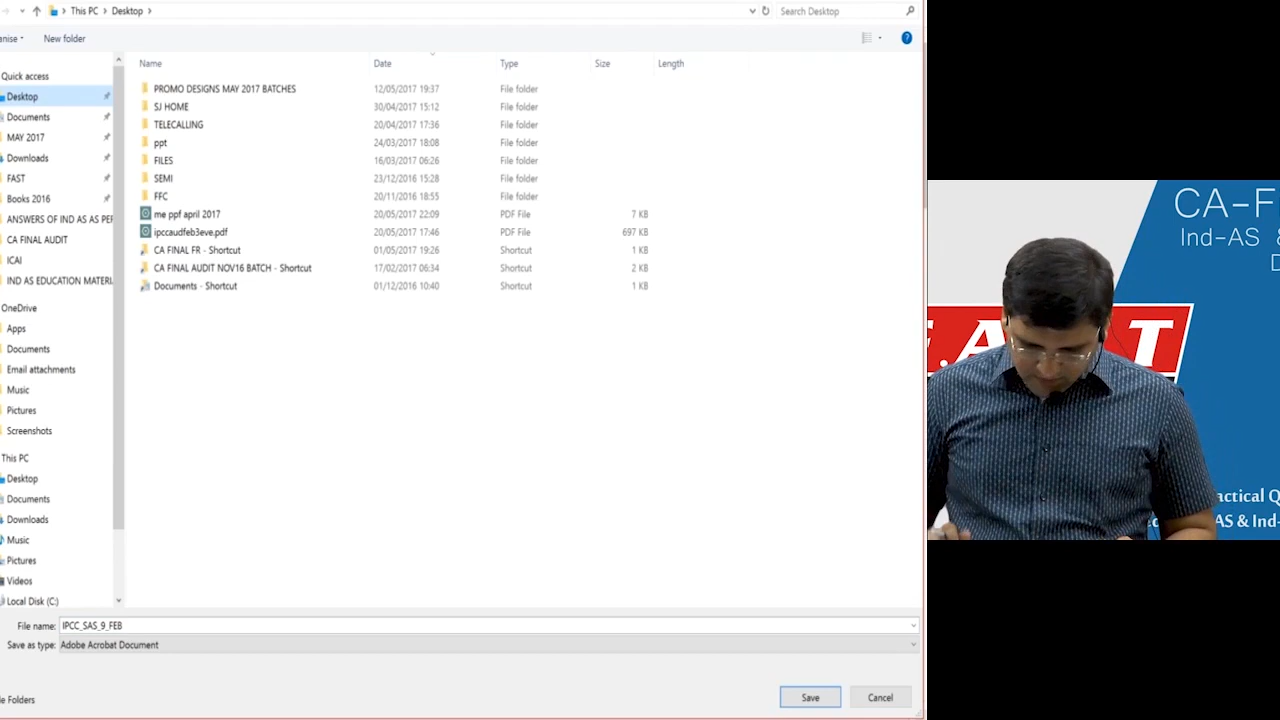 This PC > Desktop >
Search Desktop
New folder
Name Date Type Size Length
Quick access
Desktop
Documents
MAY 2017
Downloads
FAST
Books 2016
ANSWERS OF IND AS AS PER
CA FINAL AUDIT
ICAI
IND AS EDUCATION MATERI
OneDrive
Apps
Documents
Email attachments
Music
Pictures
Screenshots
This PC
Desktop
Documents
Downloads
Music
Pictures
Videos
Local Disk (C:)
PROMO DESIGNS MAY 2017 BATCHES 12/05/2017 19:37 File folder
SJ HOME 30/04/2017 15:12 File folder
TELECALLING 20/04/2017 17:36 File folder
ppt 24/03/2017 18:08 File folder
FILES 16/03/2017 06:26 File folder
SEMI 23/12/2016 15:28 File folder
FFC 20/11/2016 18:55 File folder
me ppf april 2017 20/05/2017 22:09 PDF File 7 KB
ipccaudfeb3eve.pdf 20/05/2017 17:46 PDF File 697 KB
CA FINAL FR - Shortcut 01/05/2017 19:26 Shortcut 1 KB
CA FINAL AUDIT NOV16 BATCH - Shortcut 17/02/2017 06:34 Shortcut 2 KB
Documents - Shortcut 01/12/2016 10:40 Shortcut 1 KB
File name: IPCC_SAS_9_FEB
Save as type: Adobe Acrobat Document
Folders
Save Cancel
CA-F
Ind-AS &
.A T
actical Q
AS & Ind-